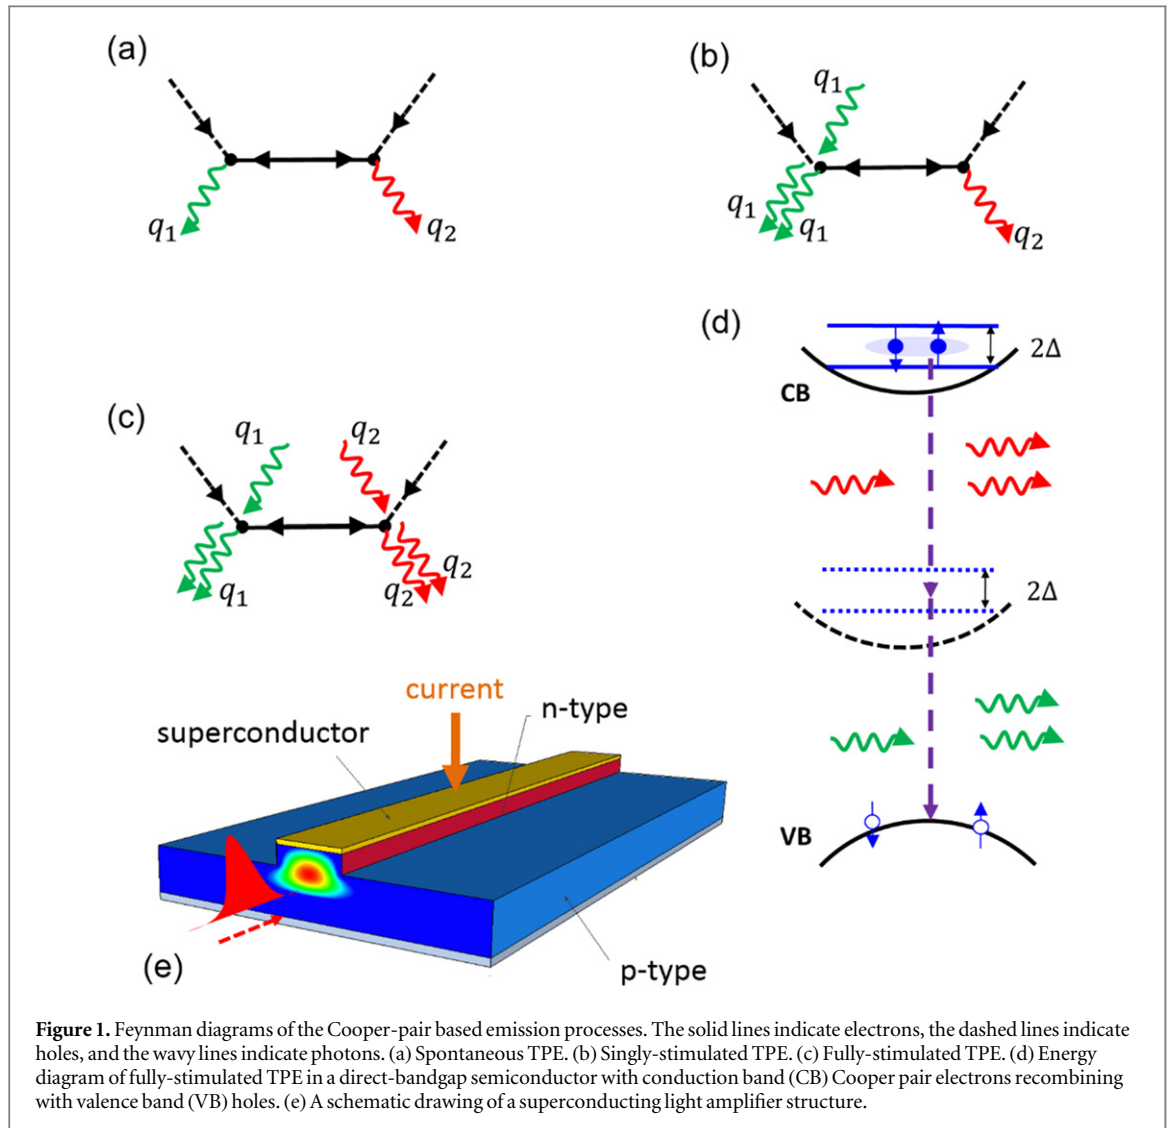 (a)
q₁
q₂
(b)
q₁
q₁
q₁
q₂
(c)
q₁
q₂
q₁
q₂
q₂
(d)
2Δ
CB
2Δ
VB
current
superconductor
n-type
p-type
(e)
Figure 1. Feynman diagrams of the Cooper-pair based emission processes. The solid lines indicate electrons, the dashed lines indicate
holes, and the wavy lines indicate photons. (a) Spontaneous TPE. (b) Singly-stimulated TPE. (c) Fully-stimulated TPE. (d) Energy
diagram of fully-stimulated TPE in a direct-bandgap semiconductor with conduction band (CB) Cooper pair electrons recombining
with valence band (VB) holes. (e) A schematic drawing of a superconducting light amplifier structure.